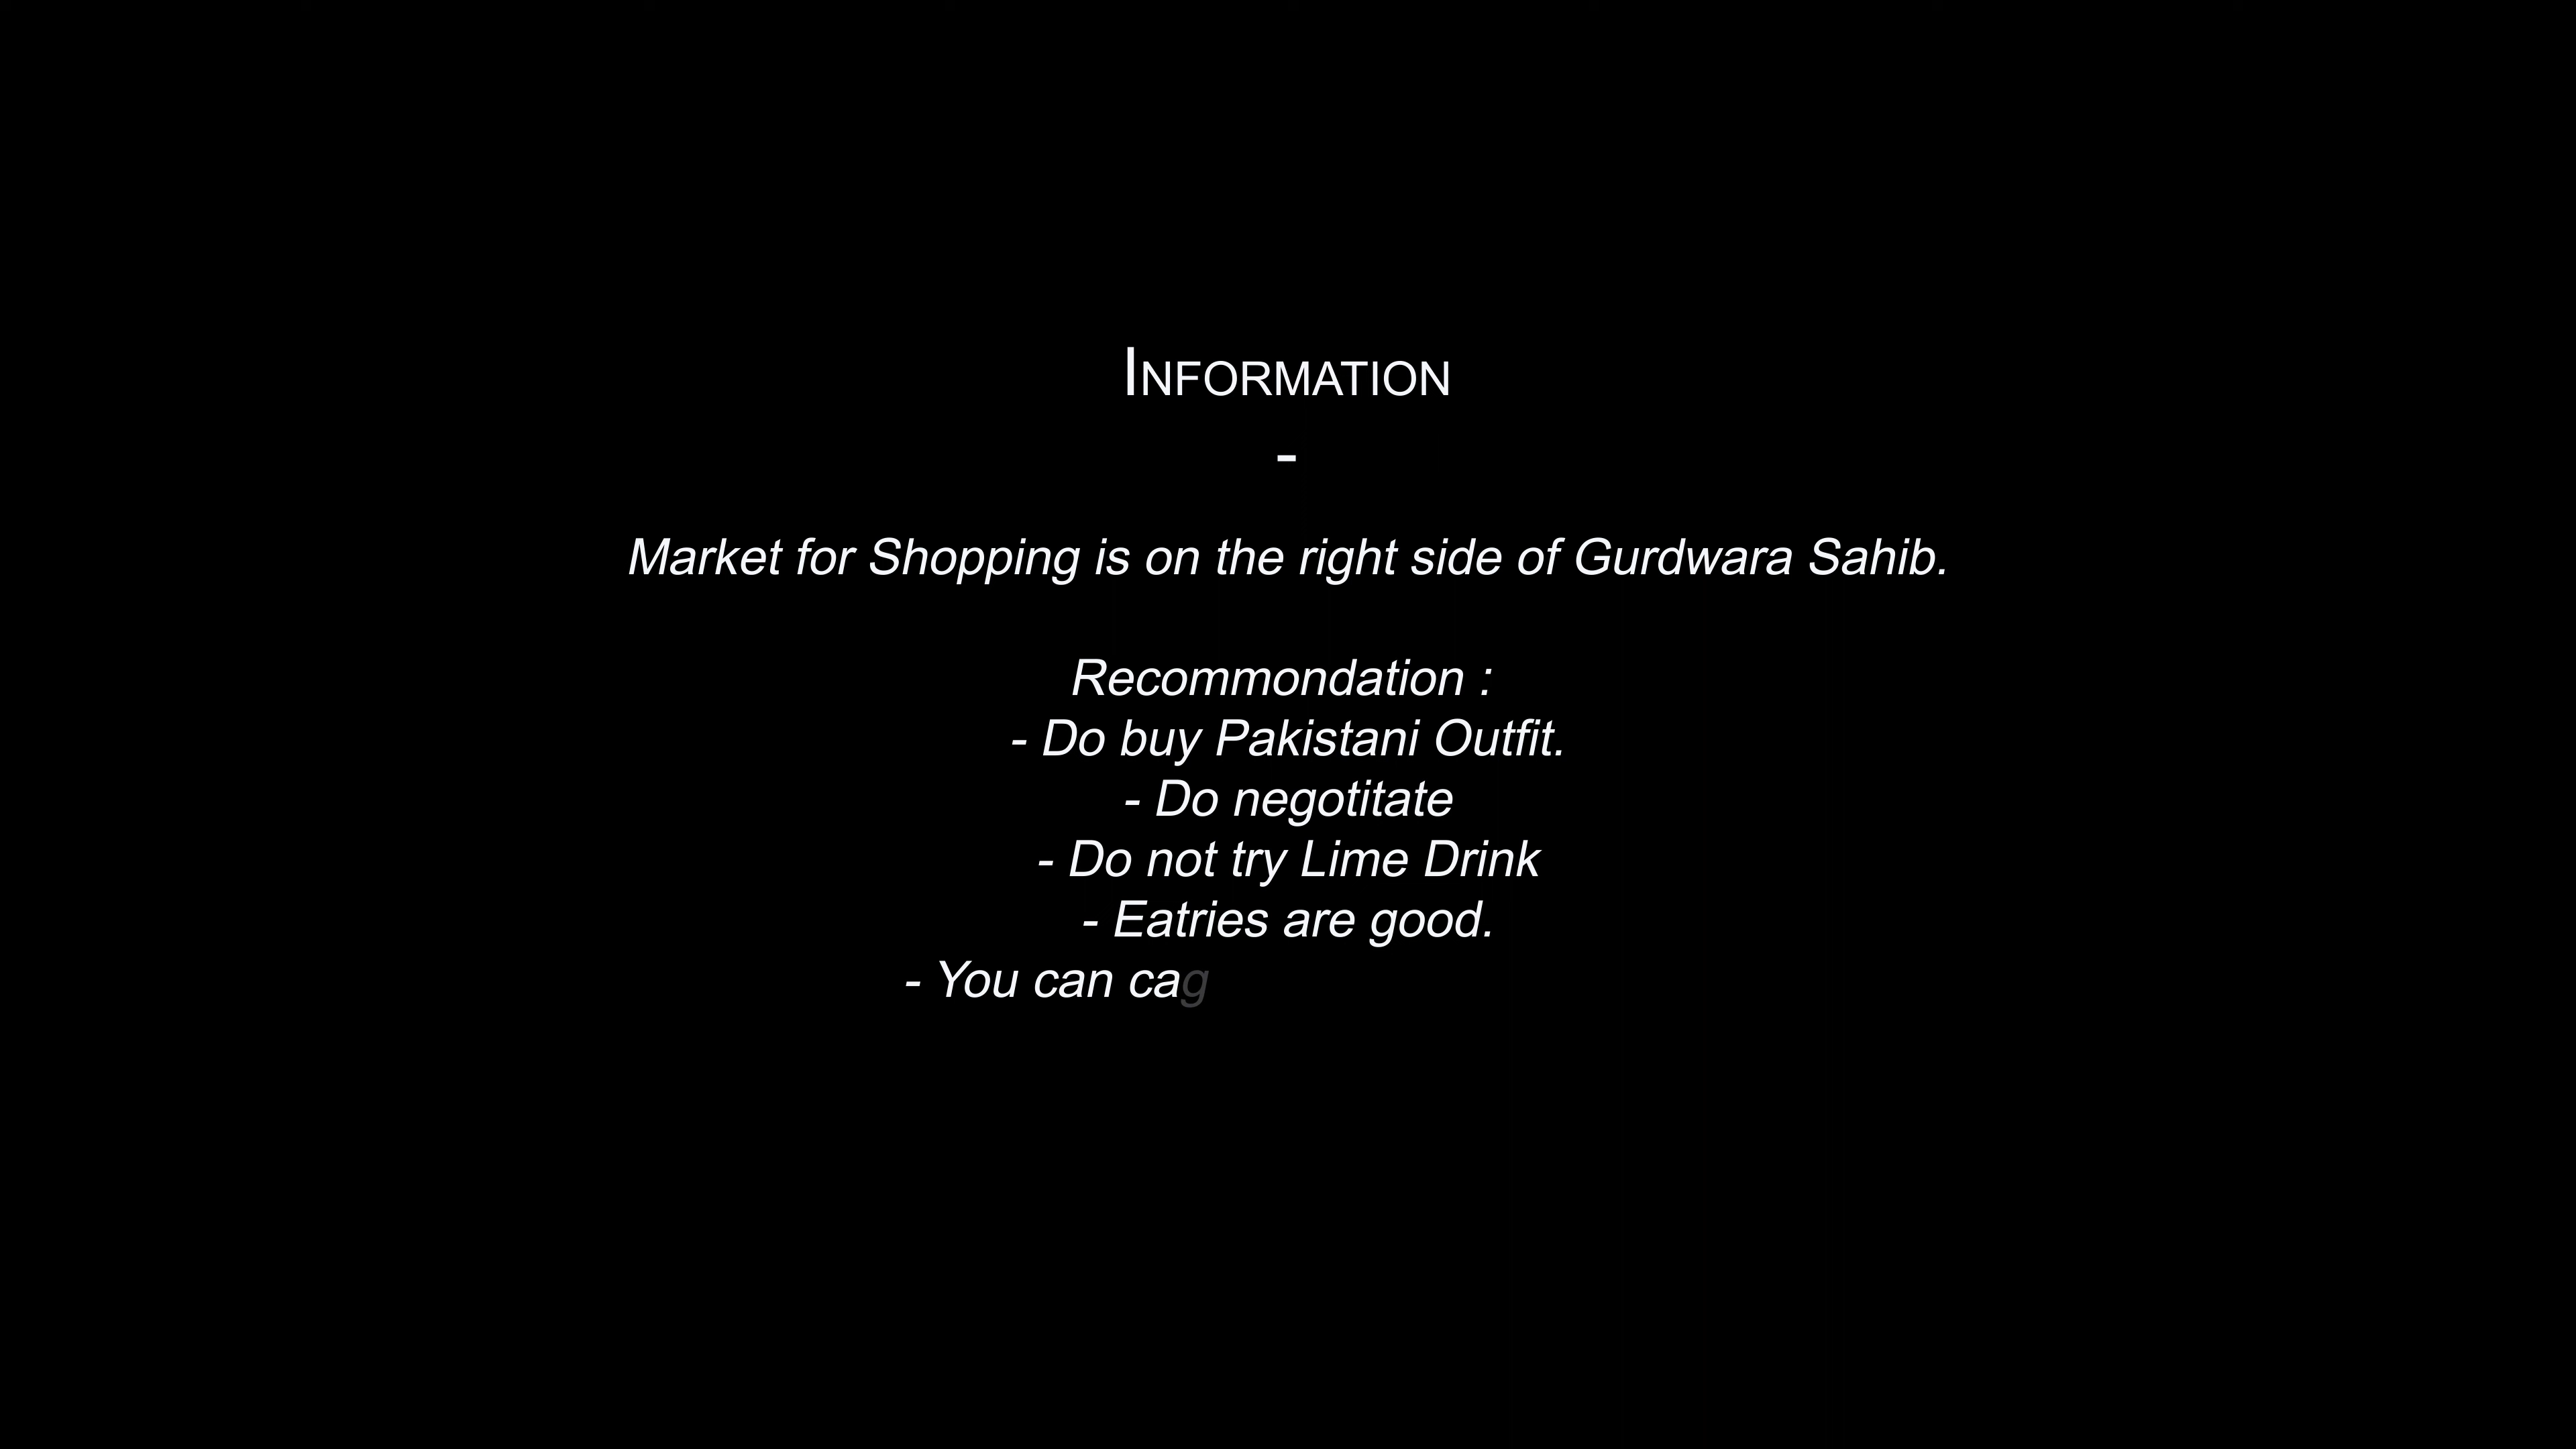 INFORMATION
-
Market for Shopping is on the right side of Gurdwara Sahib.
Recommondation :
- Do buy Pakistani Outfit.
- Do negotitate
- Do not try Lime Drink
- Eatries are good.
- You can cag